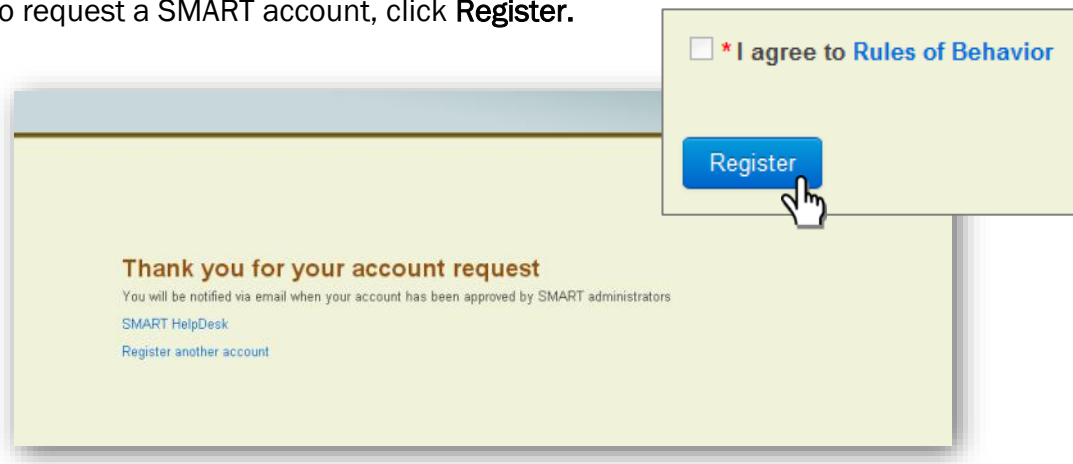 o request a SMART account, click Register.
* I agree to Rules of Behavior
Register
Thank you for your account request
You will be notified via email when your account has been approved by SMART administrators
SMART HelpDesk
Register another account